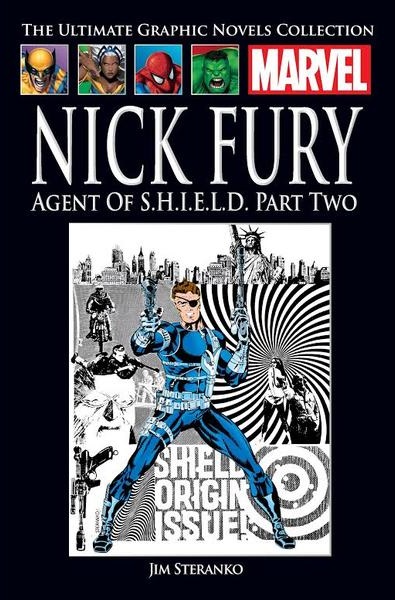 THE ULTIMATE GRAPHIC NOVELS COLLECTION
MARVEL
NICK FURY
AGENT OF S.H.I.E.L.D. PART TWO
SHIELD
ORIGIN
ISSUE!
JIM STERANKO